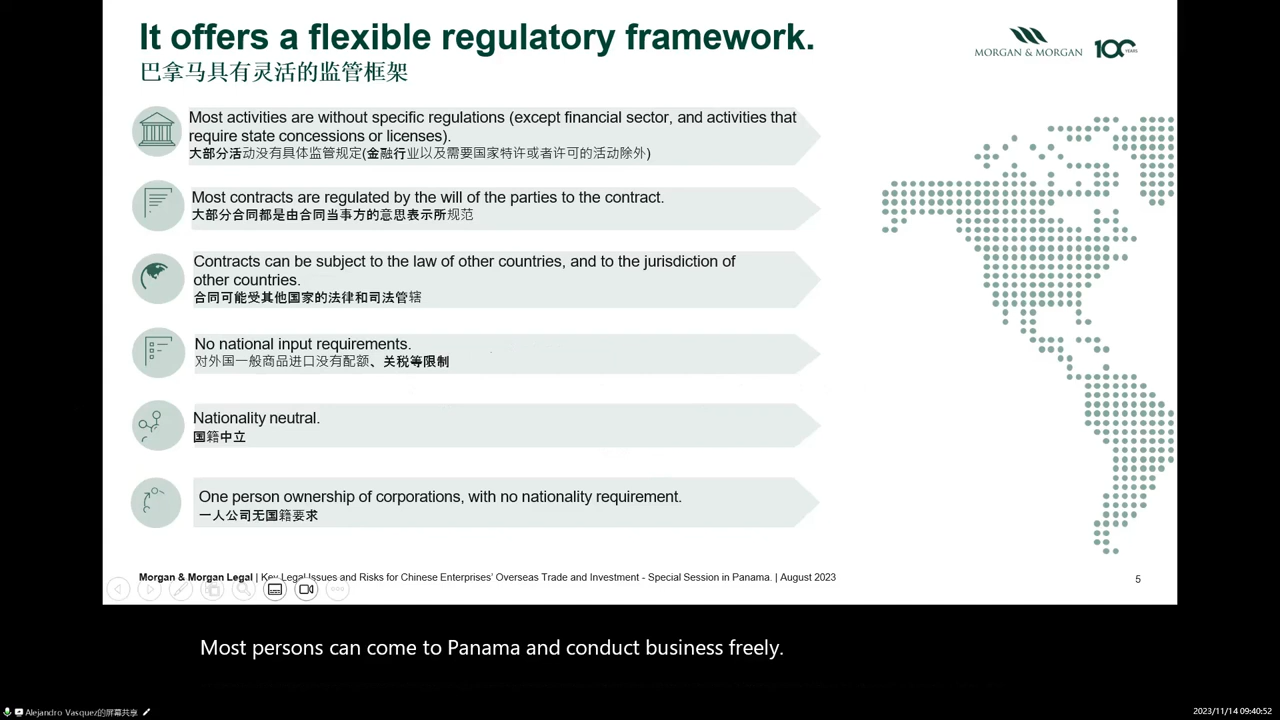 It offers a flexible regulatory framework.
巴拿马具有灵活的监管框架
MORGAN & MORGAN 100 YEARS
Most activities are without specific regulations (except financial sector, and activities that
require state concessions or licenses).
大部分活动没有具体监管规定(金融行业以及需要国家特许或者许可的活动除外)
Most contracts are regulated by the will of the parties to the contract.
大部分合同都是由合同当事方的意思表示所规范
Contracts can be subject to the law of other countries, and to the jurisdiction of
other countries.
合同可能受其他国家的法律和司法管辖
No national input requirements.
对外国一般商品进口没有配额、关税等限制
Nationality neutral.
国籍中立
One person ownership of corporations, with no nationality requirement.
一人公司无国籍要求
Morgan & Morgan Legal | Key Legal Issues and Risks for Chinese Enterprises' Overseas Trade and Investment - Special Session in Panama. | August 2023
5
Most persons can come to Panama and conduct business freely.
Alejandro Vasquez的屏幕共享
2023/11/14 09:40:52